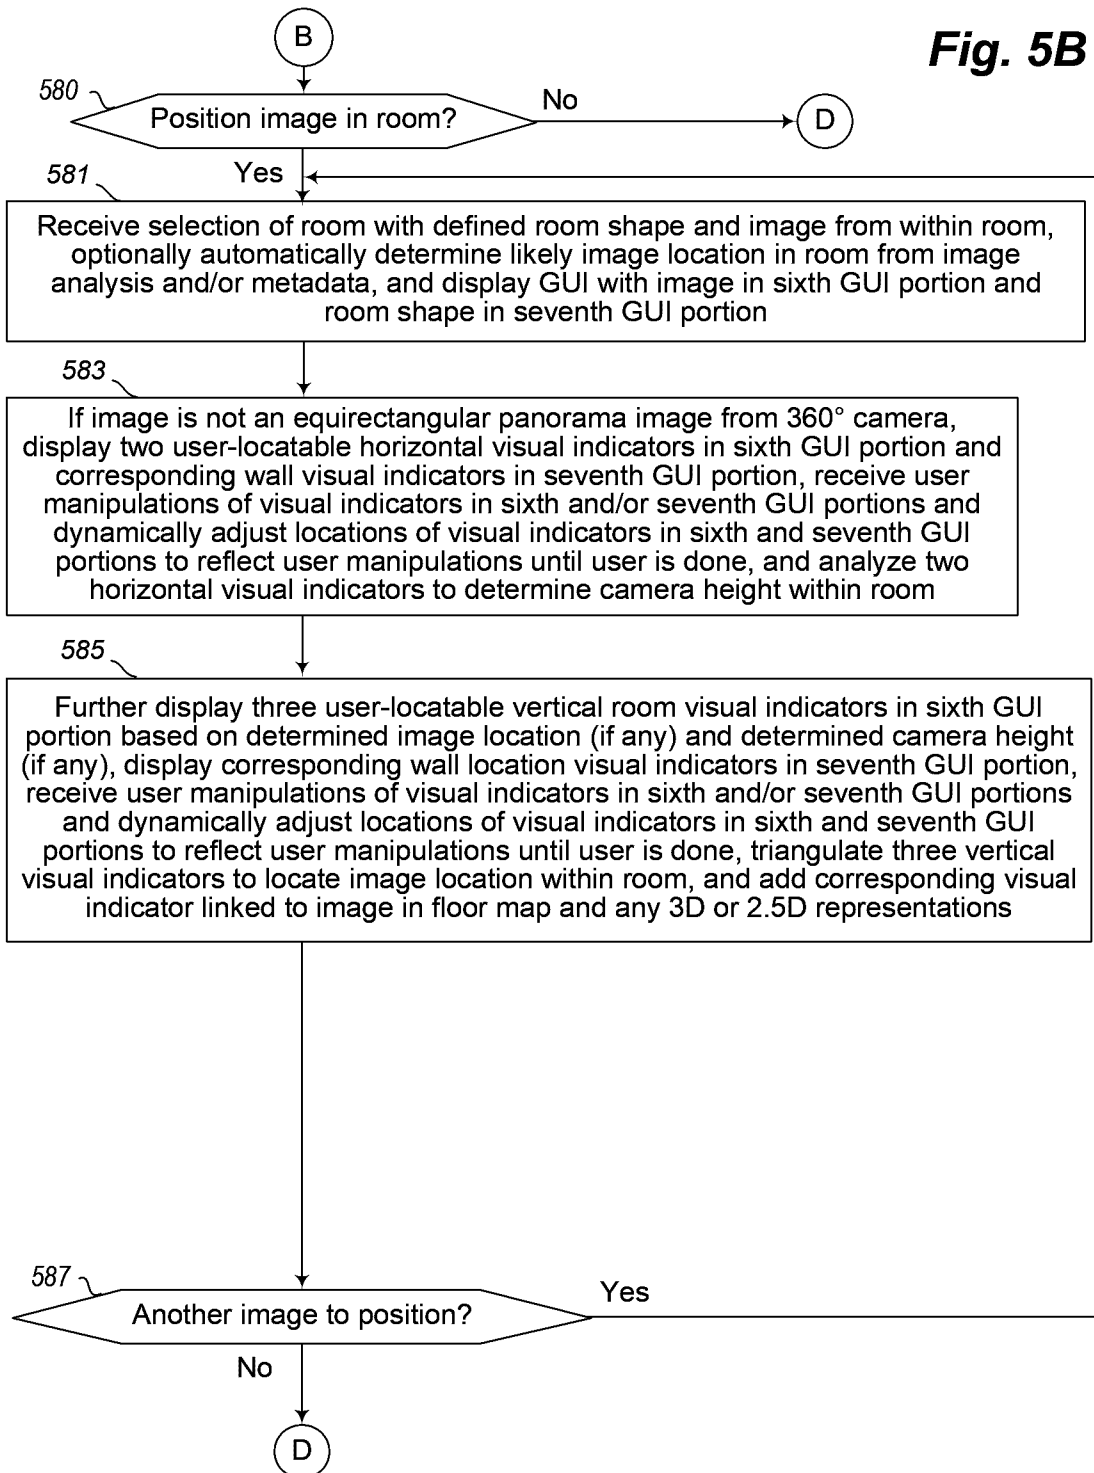 B
Fig. 5B
580
Position image in room?
No
D
Yes
581
Receive selection of room with defined room shape and image from within room,
optionally automatically determine likely image location in room from image
analysis and/or metadata, and display GUI with image in sixth GUI portion and
room shape in seventh GUI portion
583
If image is not an equirectangular panorama image from 360° camera,
display two user-locatable horizontal visual indicators in sixth GUI portion and
corresponding wall visual indicators in seventh GUI portion, receive user
manipulations of visual indicators in sixth and/or seventh GUI portions and
dynamically adjust locations of visual indicators in sixth and seventh GUI
portions to reflect user manipulations until user is done, and analyze two
horizontal visual indicators to determine camera height within room
585
Further display three user-locatable vertical room visual indicators in sixth GUI
portion based on determined image location (if any) and determined camera height
(if any), display corresponding wall location visual indicators in seventh GUI portion,
receive user manipulations of visual indicators in sixth and/or seventh GUI portions
and dynamically adjust locations of visual indicators in sixth and seventh GUI
portions to reflect user manipulations until user is done, triangulate three vertical
visual indicators to locate image location within room, and add corresponding visual
indicator linked to image in floor map and any 3D or 2.5D representations
587
Another image to position?
Yes
No
D